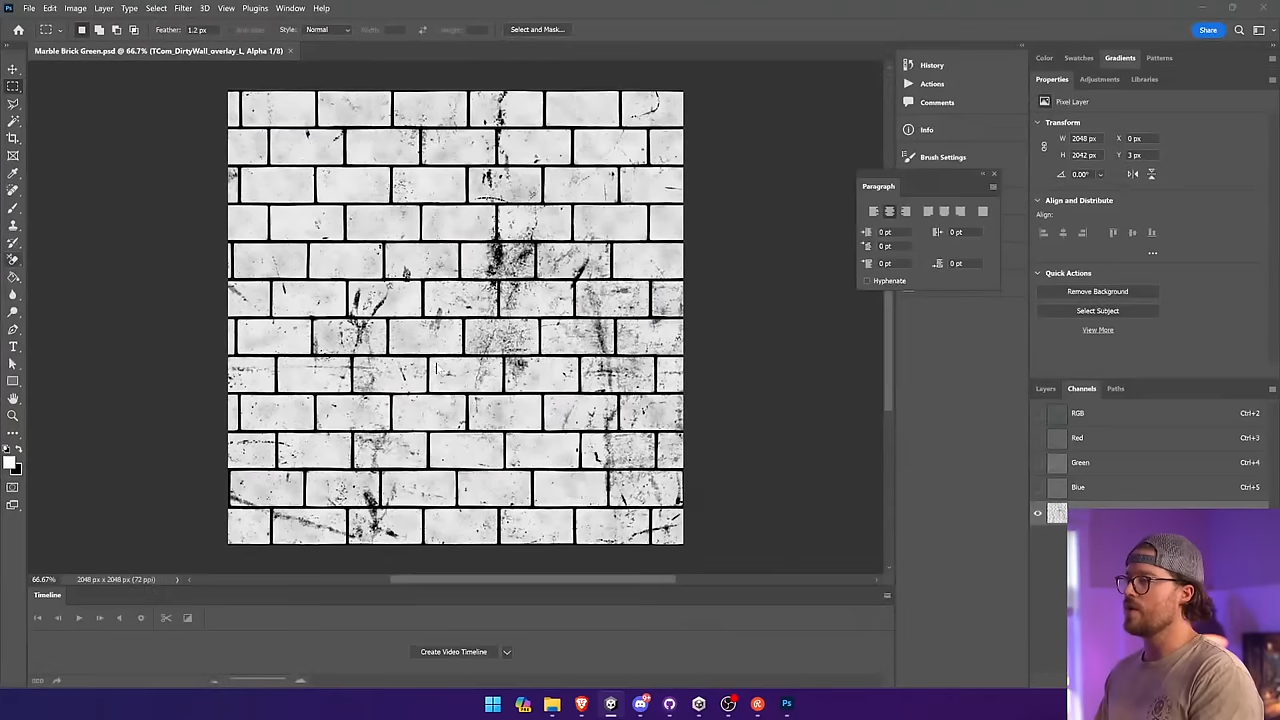 File Edit Image Layer Type Select Filter 3D View Plugins Window Help
Feather: 1.2 px Style: Normal Select and Mask... Share
Marble Brick Green.psd @ 66.7% (TCom_DirtyWall_overlay_L, Alpha 1/8)
History
Actions
Comments
Info
Brush Settings
Paragraph
0 pt 0 pt
0 pt
0 pt 0 pt
Hyphenate
Color Swatches Gradients Patterns
Properties Adjustments Libraries
Pixel Layer
Transform
W 2048 px X 0 px
H 2042 px Y 3 px
0.00°
Align and Distribute
Align:
Quick Actions
Remove Background
Select Subject
View More
Layers Channels Paths
RGB Ctrl+2
Red Ctrl+3
Green Ctrl+4
Blue Ctrl+5
66.67% 2048 px x 2048 px (72 ppi)
Timeline
Create Video Timeline